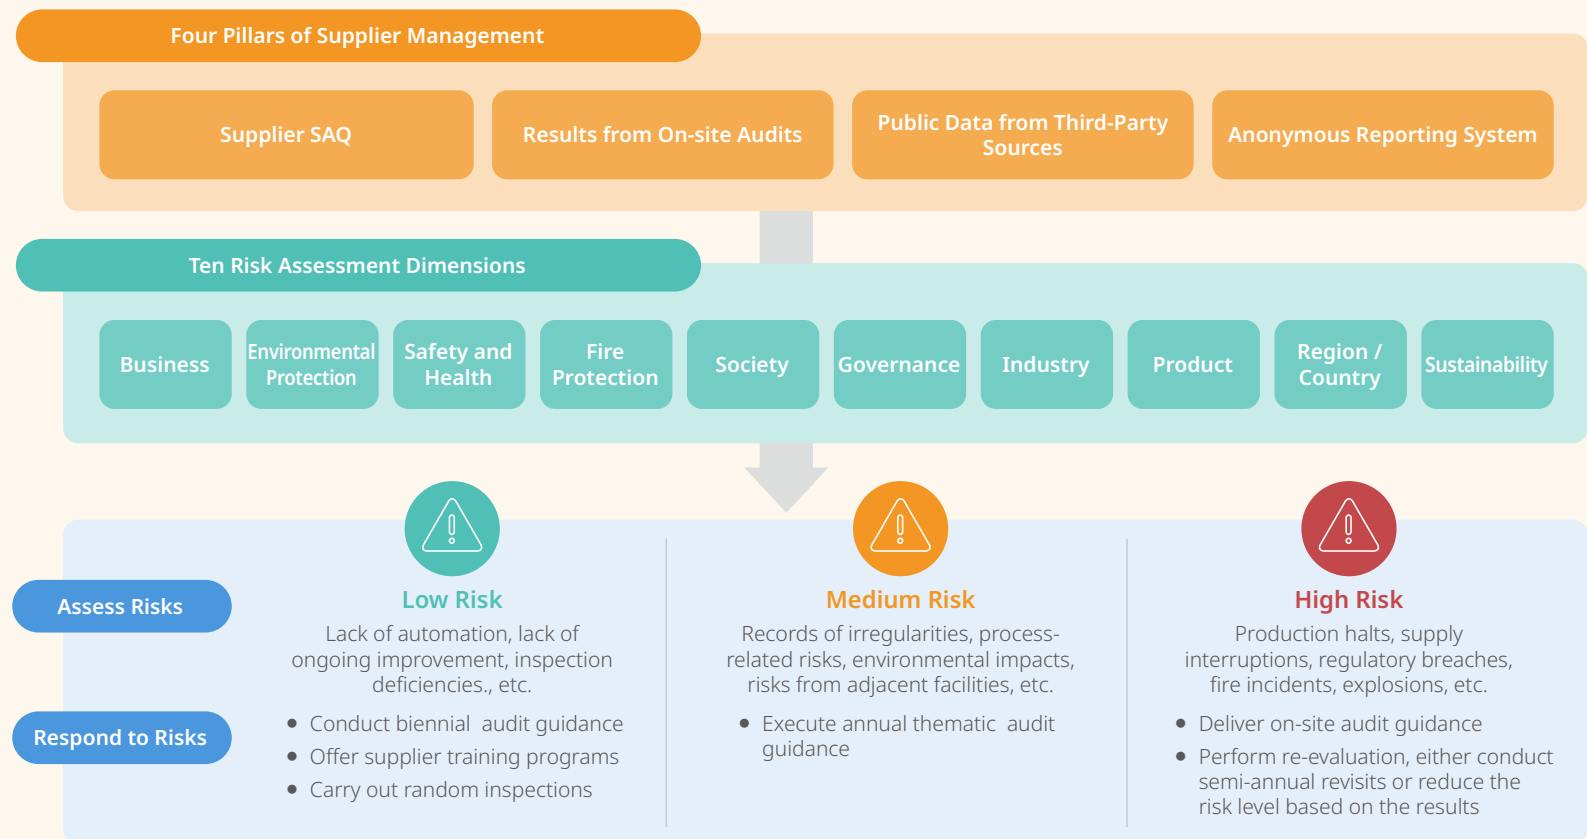 Four Pillars of Supplier Management
Supplier SAQ
Results from On-site Audits
Public Data from Third-Party
Sources
Anonymous Reporting System
Ten Risk Assessment Dimensions
Business
Environmental
Protection
Safety and
Health
Fire
Protection
Society
Governance
Industry
Product
Region /
Country
Sustainability
Assess Risks
Low Risk
Lack of automation, lack of
ongoing improvement, inspection
deficiencies., etc.
Medium Risk
Records of irregularities, process-
related risks, environmental impacts,
risks from adjacent facilities, etc.
High Risk
Production halts, supply
interruptions, regulatory breaches,
fire incidents, explosions, etc.
Respond to Risks
• Conduct biennial  audit guidance
• Offer supplier training programs
• Carry out random inspections
• Execute annual thematic  audit
guidance
• Deliver on-site audit guidance
• Perform re-evaluation, either conduct
semi-annual revisits or reduce the
risk level based on the results